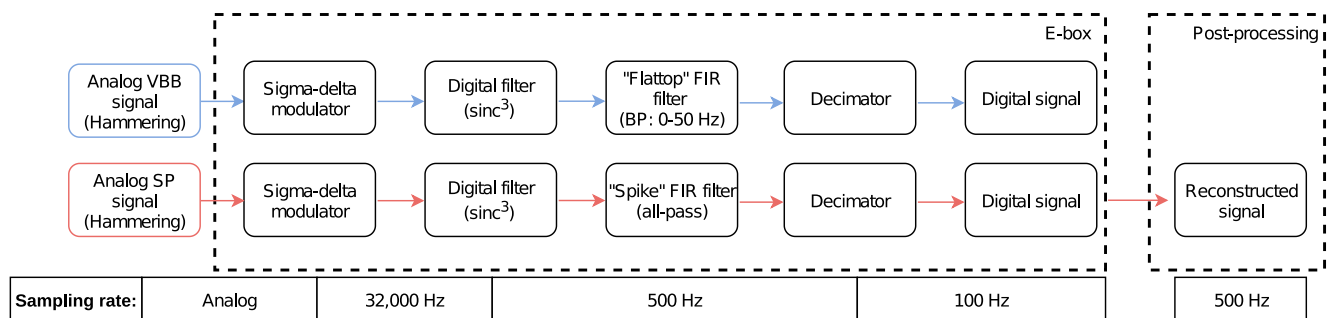 E-box
Post-processing
Analog VBB
signal
(Hammering)
Sigma-delta
modulator
Digital filter
(sinc³)
"Flattop" FIR
filter
(BP: 0-50 Hz)
Decimator
Digital signal
Analog SP
signal
(Hammering)
Sigma-delta
modulator
Digital filter
(sinc³)
"Spike" FIR filter
(all-pass)
Decimator
Digital signal
Reconstructed
signal
Sampling rate: Analog 32,000 Hz 500 Hz 100 Hz 500 Hz